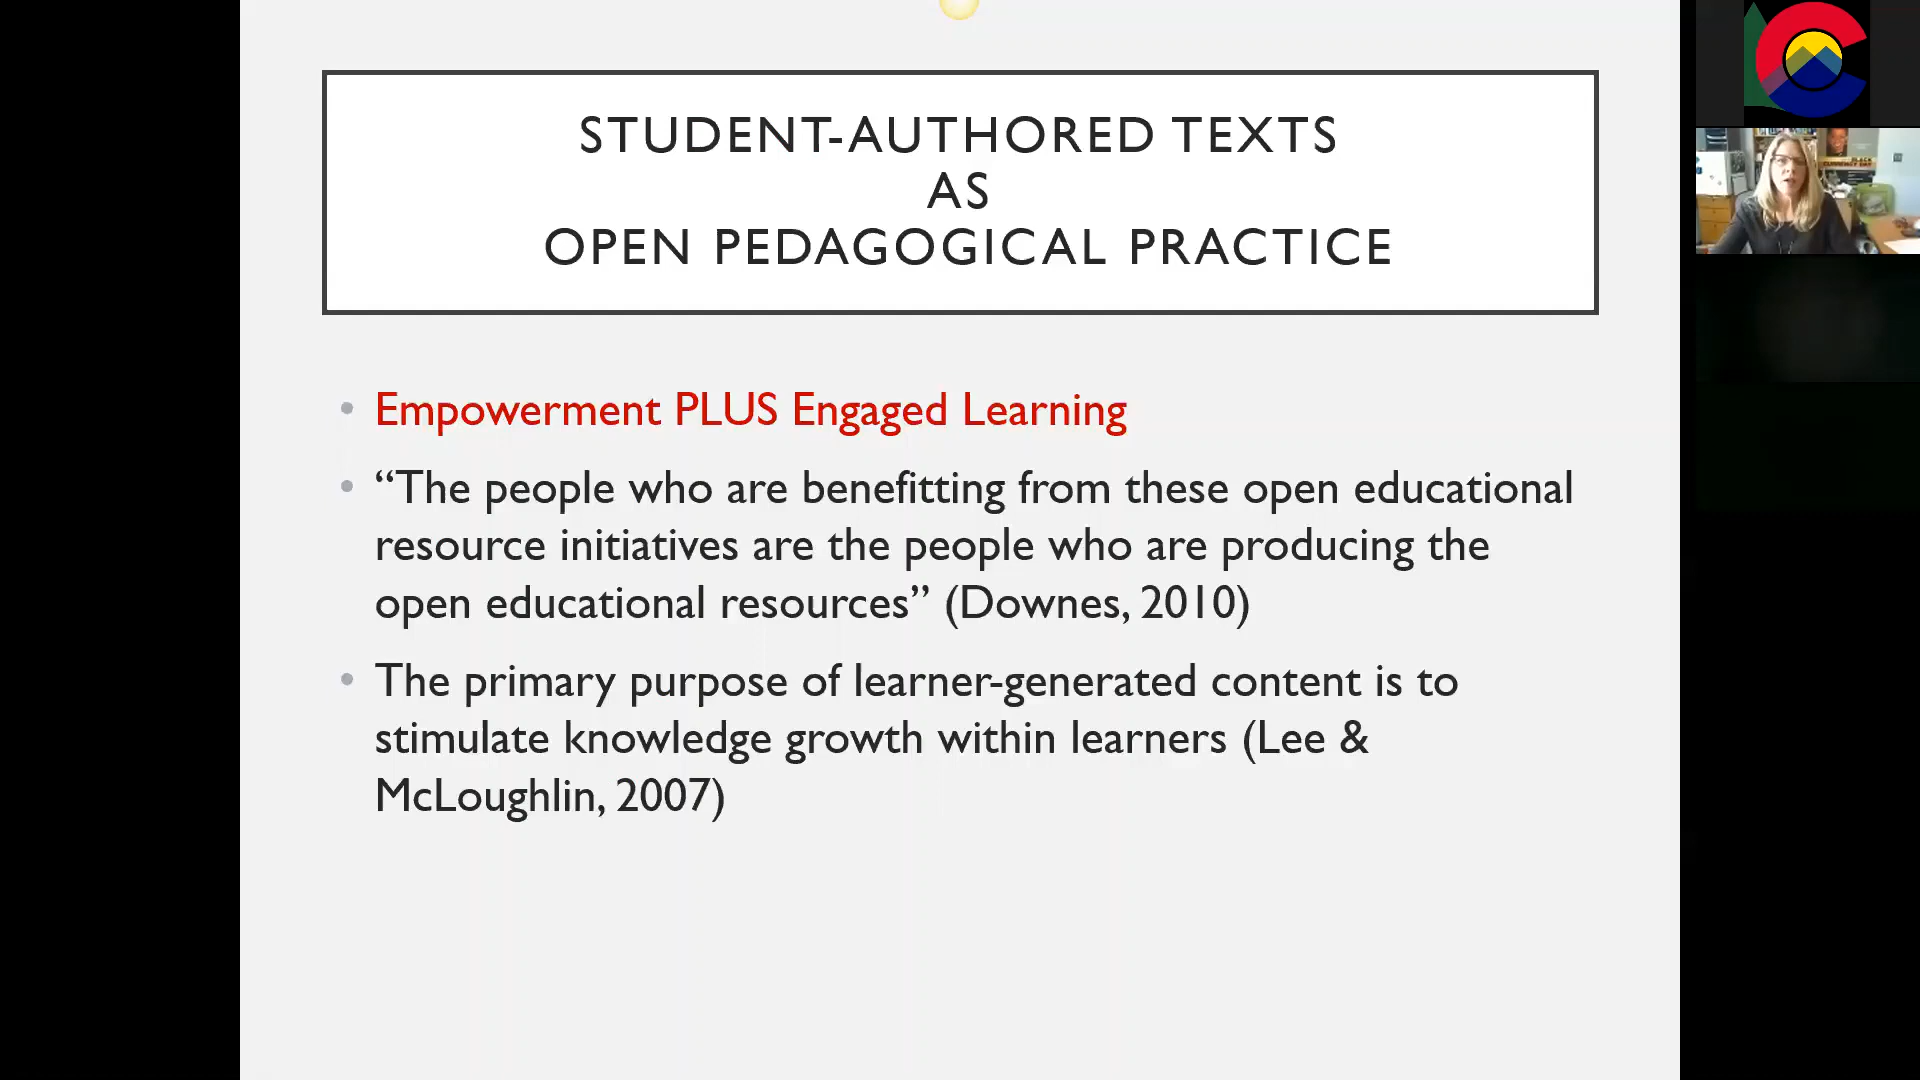 STUDENT-AUTHORED TEXTS
AS
OPEN PEDAGOGICAL PRACTICE
• Empowerment PLUS Engaged Learning
• “The people who are benefitting from these open educational
resource initiatives are the people who are producing the
open educational resources” (Downes, 2010)
• The primary purpose of learner-generated content is to
stimulate knowledge growth within learners (Lee &
McLoughlin, 2007)